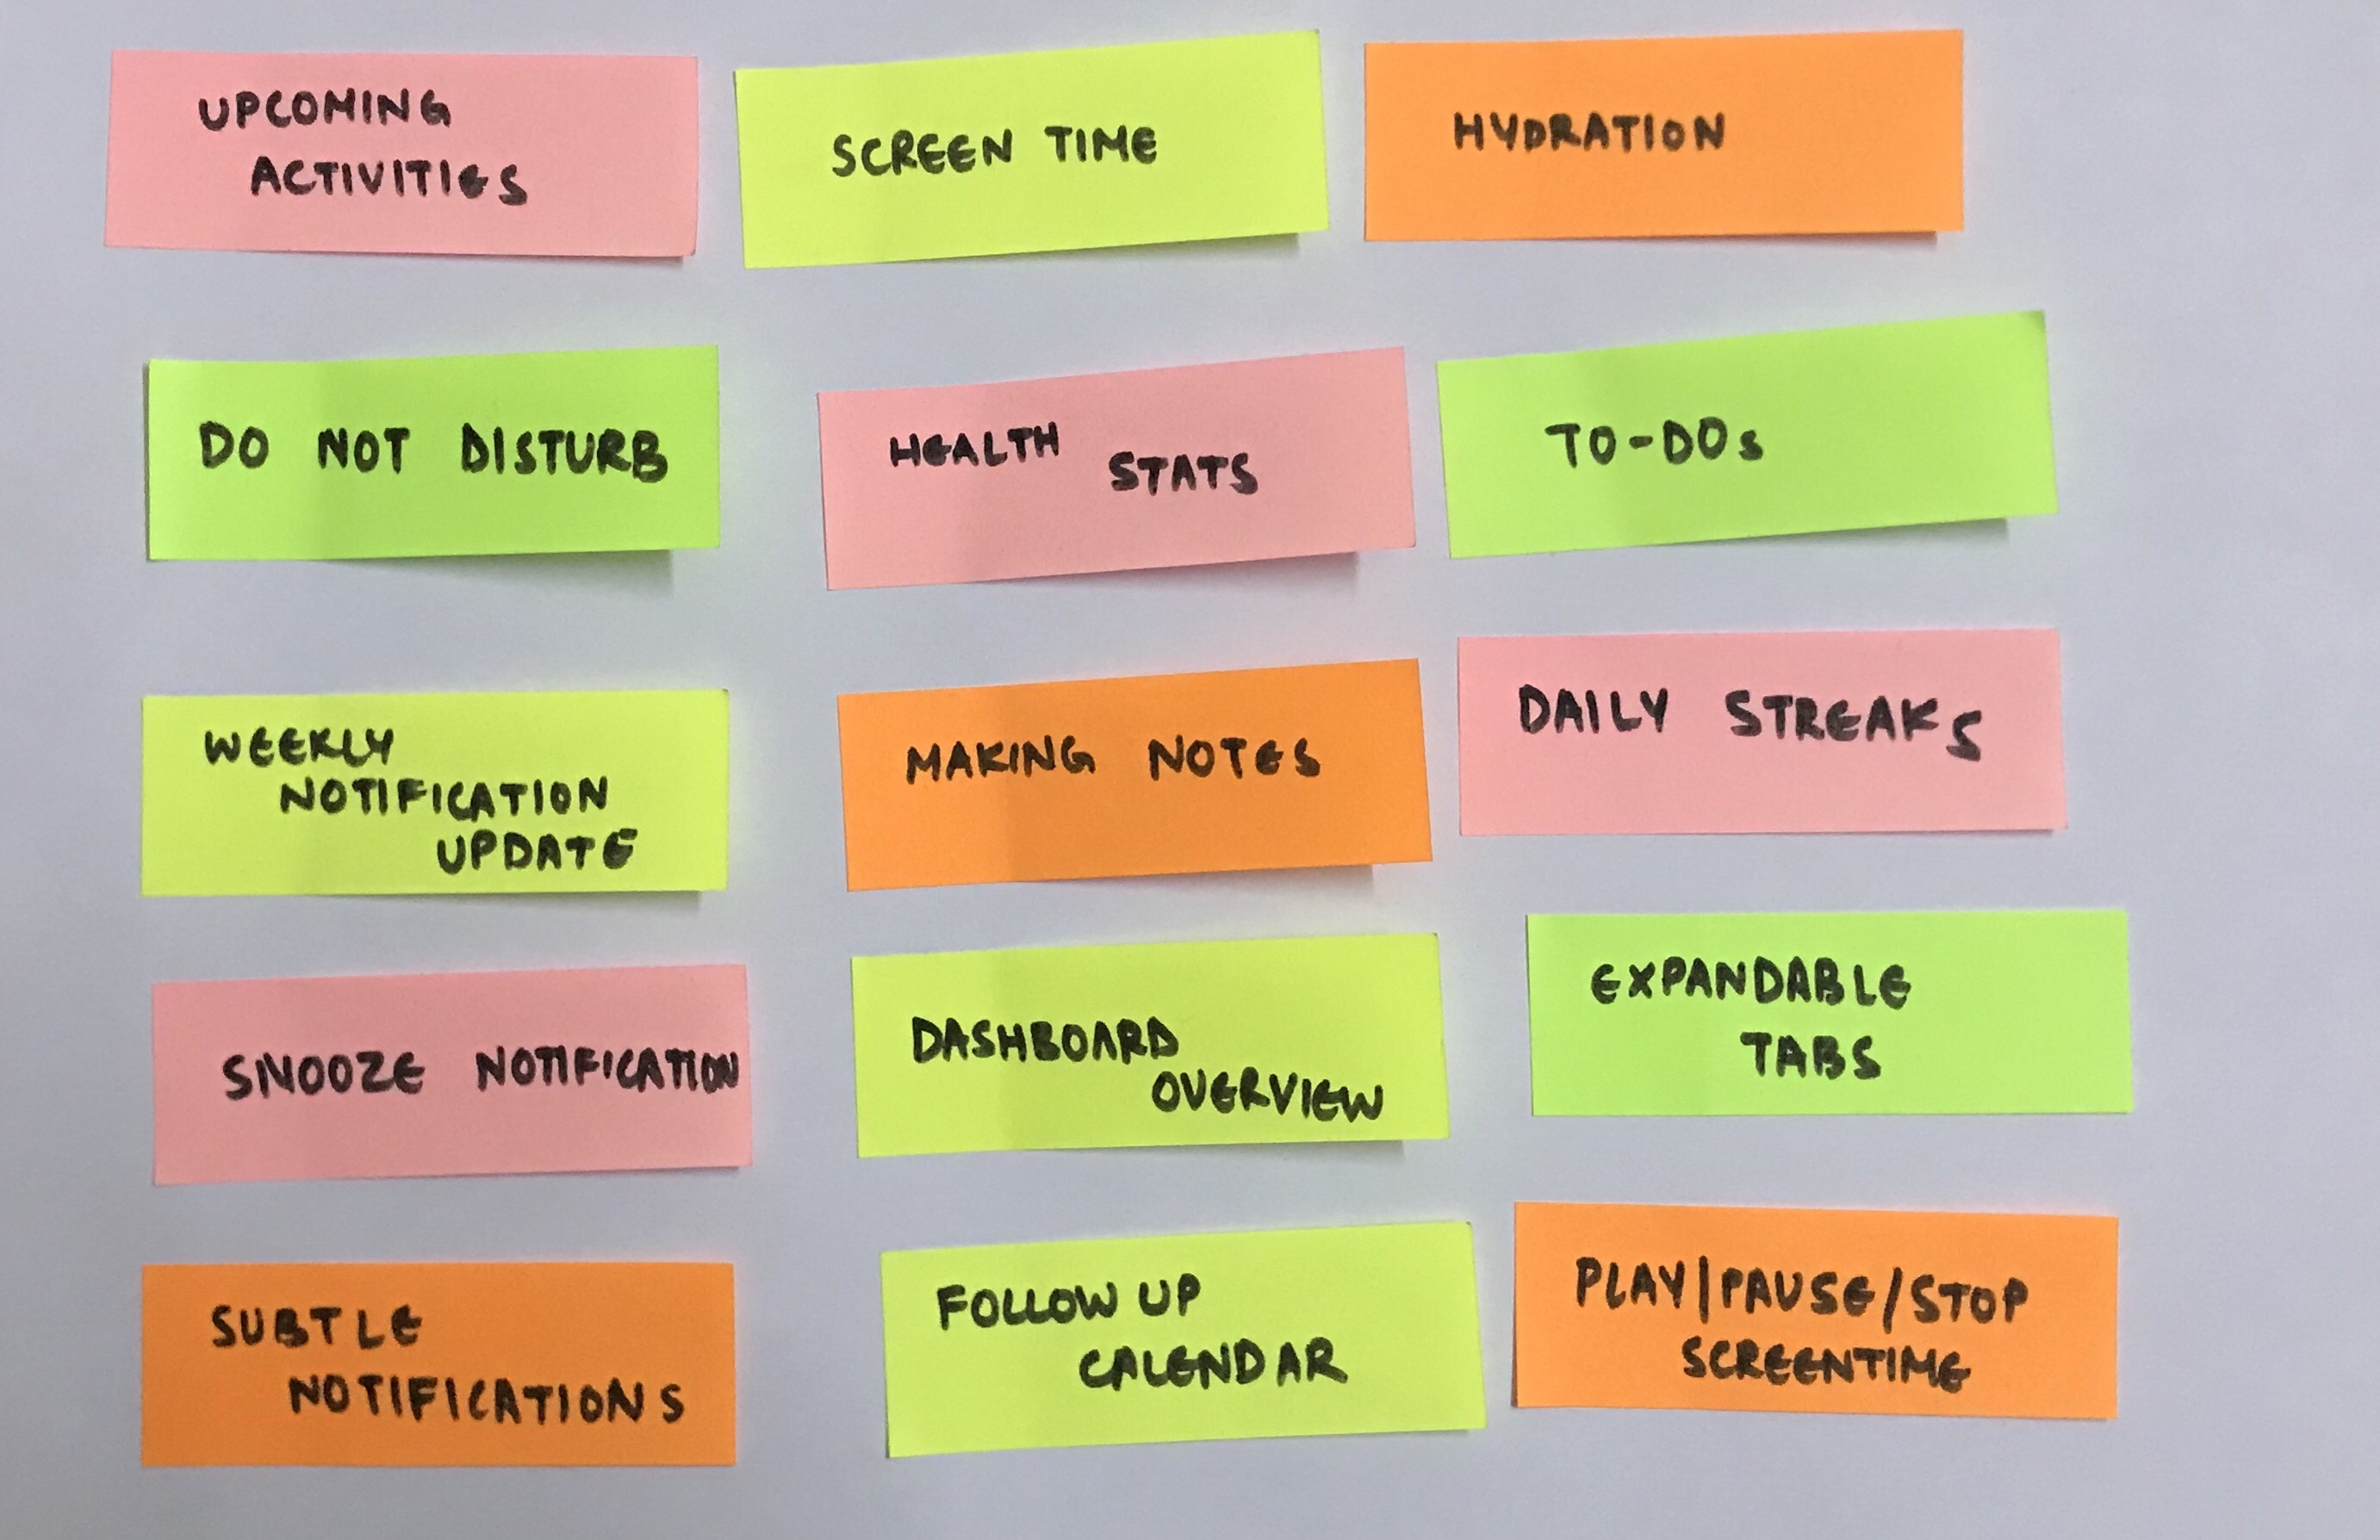 UPCOMING
ACTIVITIES
SCREEN TIME
HYDRATION
DO NOT DISTURB
HEALTH
STATS
TO-DOs
WEEKLY
NOTIFICATION
UPDATE
MAKING NOTES
DAILY STREAKS
SNOOZE NOTIFICATION
DASHBOARD
OVERVIEW
EXPANDABLE
TABS
SUBTLE
NOTIFICATIONS
FOLLOW UP
CALENDAR
PLAY|PAUSE/STOP
SCREENTIME